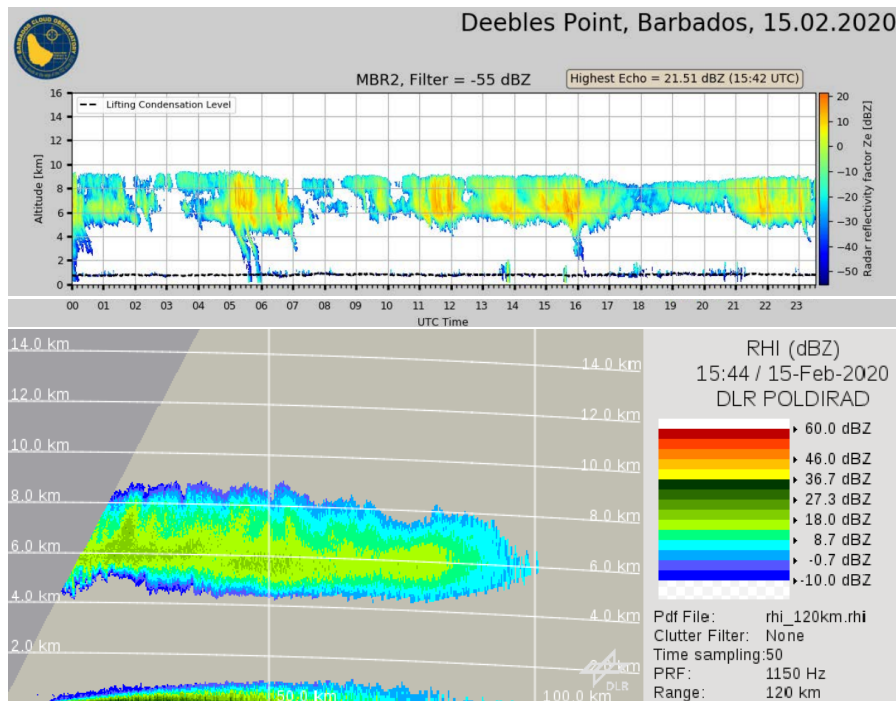 BARBADOS CLOUD OBSERVATORY
Deebles Point, Barbados, 15.02.2020
MBR2, Filter = -55 dBZ
Highest Echo = 21.51 dBZ (15:42 UTC)
Lifting Condensation Level
Altitude [km]
16
14
12
10
8
6
4
2
0
00 01 02 03 04 05 06 07 08 09 10 11 12 13 14 15 16 17 18 19 20 21 22 23
UTC Time
20
10
0
−10
−20
−30
−40
−50
Radar reflectivity factor Ze [dBZ]
14.0 km 14.0 km
12.0 km 12.0 km
10.0 km 10.0 km
8.0 km 8.0 km
6.0 km 6.0 km
4.0 km 4.0 km
2.0 km km
50.0 km 100.0 km
DLR
RHI (dBZ)
15:44 / 15-Feb-2020
DLR POLDIRAD
60.0 dBZ
46.0 dBZ
36.7 dBZ
27.3 dBZ
18.0 dBZ
8.7 dBZ
-0.7 dBZ
-10.0 dBZ
Pdf File: rhi_120km.rhi
Clutter Filter: None
Time sampling:50
PRF: 1150 Hz
Range: 120 km